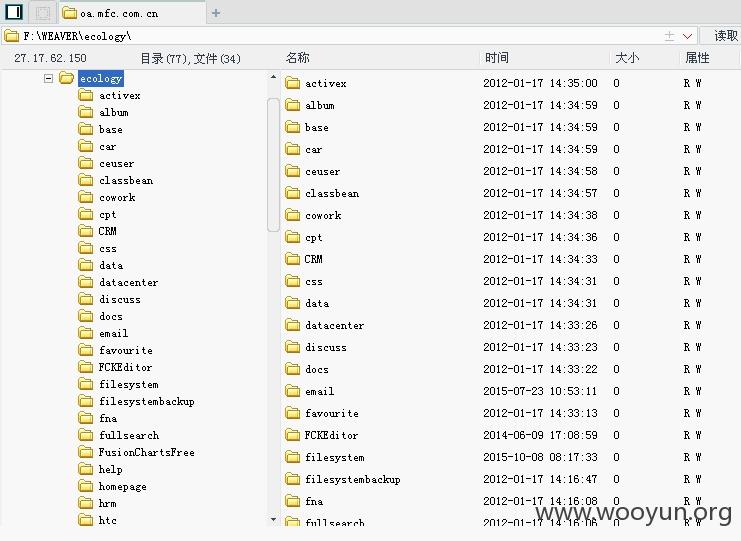 oa.mfc.com.cn
F:\WEAVER\ecology\ 读取
27.17.62.150 目录(77),文件(34) 名称 时间 大小 属性
ecology
activex
album
base
car
ceuser
classbean
cowork
cpt
CRM
css
data
datacenter
discuss
docs
email
favourite
FCKEditor
filesystem
filesystembackup
fna
fullsearch
FusionChartsFree
help
homepage
hrm
htc
activex 2012-01-17 14:35:00 0 R W
album 2012-01-17 14:34:59 0 R W
base 2012-01-17 14:34:59 0 R W
car 2012-01-17 14:34:59 0 R W
ceuser 2012-01-17 14:34:58 0 R W
classbean 2012-01-17 14:34:57 0 R W
cowork 2012-01-17 14:34:38 0 R W
cpt 2012-01-17 14:34:36 0 R W
CRM 2012-01-17 14:34:33 0 R W
css 2012-01-17 14:34:31 0 R W
data 2012-01-17 14:34:31 0 R W
datacenter 2012-01-17 14:33:26 0 R W
discuss 2012-01-17 14:33:23 0 R W
docs 2012-01-17 14:33:22 0 R W
email 2015-07-23 10:53:11 0 R W
favourite 2012-01-17 14:33:13 0 R W
FCKEditor 2014-06-09 17:08:59 0 R W
filesystem 2015-10-08 08:17:33 0 R W
filesystembackup 2012-01-17 14:16:47 0 R W
fna 2012-01-17 14:16:08 0 R W
fullsearch 2012-01-17 14:16:06 0 R W
www.wooyun.org